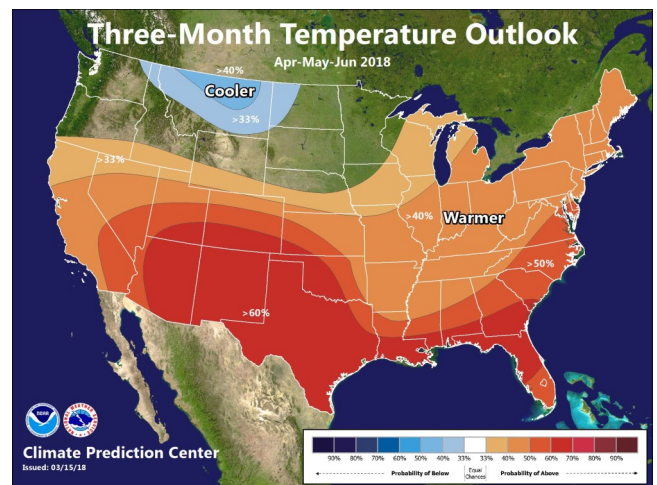 Three-Month Temperature Outlook
Apr-May-Jun 2018
>40%
Cooler
>33%
>33%
>40%
Warmer
>50%
>60%
NOAA
Climate Prediction Center
Issued: 03/15/18
90% 80% 70% 60% 50% 40% 33% 33% 40% 50% 60% 70% 80% 90%
Probability of Below Equal Chances Probability of Above